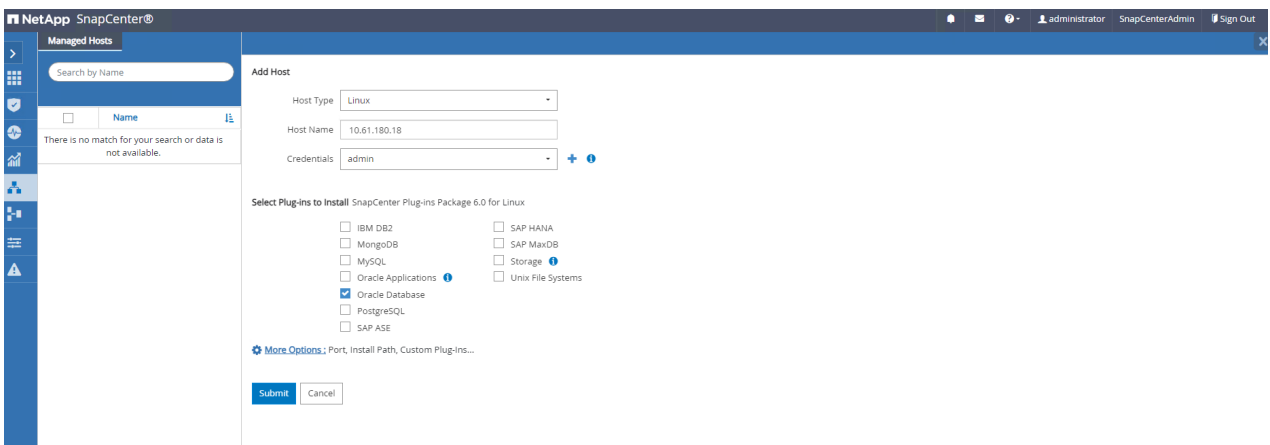 NetApp SnapCenter®
administrator SnapCenterAdmin Sign Out
Managed Hosts
Search by Name
Name
There is no match for your search or data is
not available.
Add Host
Host Type Linux
Host Name 10.61.180.18
Credentials admin
Select Plug-ins to Install SnapCenter Plug-ins Package 6.0 for Linux
IBM DB2 SAP HANA
MongoDB SAP MaxDB
MySQL Storage
Oracle Applications Unix File Systems
Oracle Database
PostgreSQL
SAP ASE
More Options : Port, Install Path, Custom Plug-Ins...
Submit Cancel